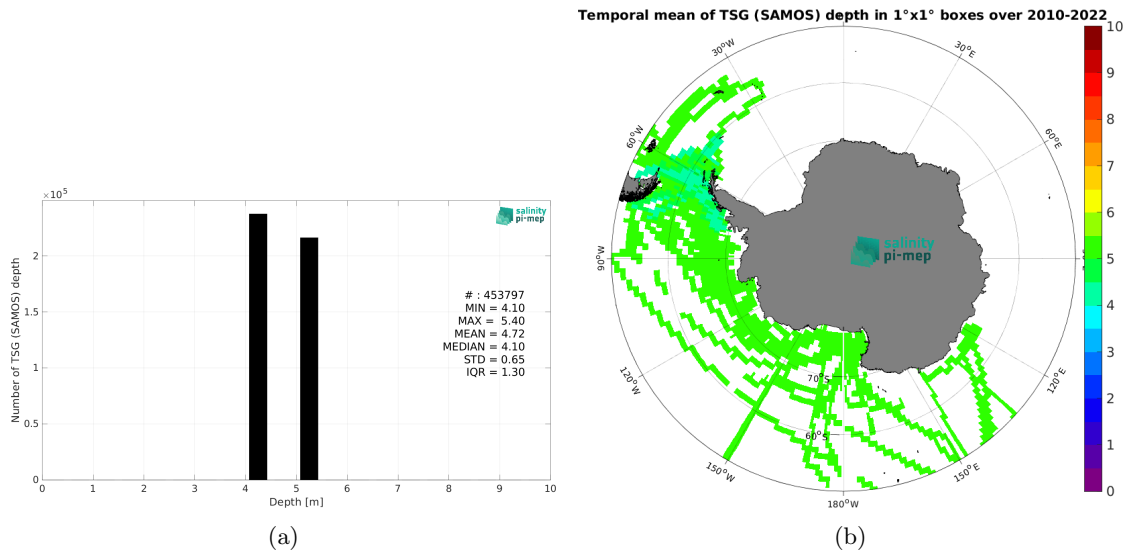 ×10⁵
2
1.5
1
0.5
0
Number of TSG (SAMOS) depth
salinity
pi-mep
# : 453797
MIN = 4.10
MAX = 5.40
MEAN = 4.72
MEDIAN = 4.10
STD = 0.65
IQR = 1.30
0 1 2 3 4 5 6 7 8 9 10
Depth [m]
(a)
Temporal mean of TSG (SAMOS) depth in 1°x1° boxes over 2010-2022
30°W
30°E
60°W
60°E
90°W
salinity
pi-mep
120°W
120°E
70°S
60°S
150°W
150°E
180°W
10
9
8
7
6
5
4
3
2
1
0
(b)